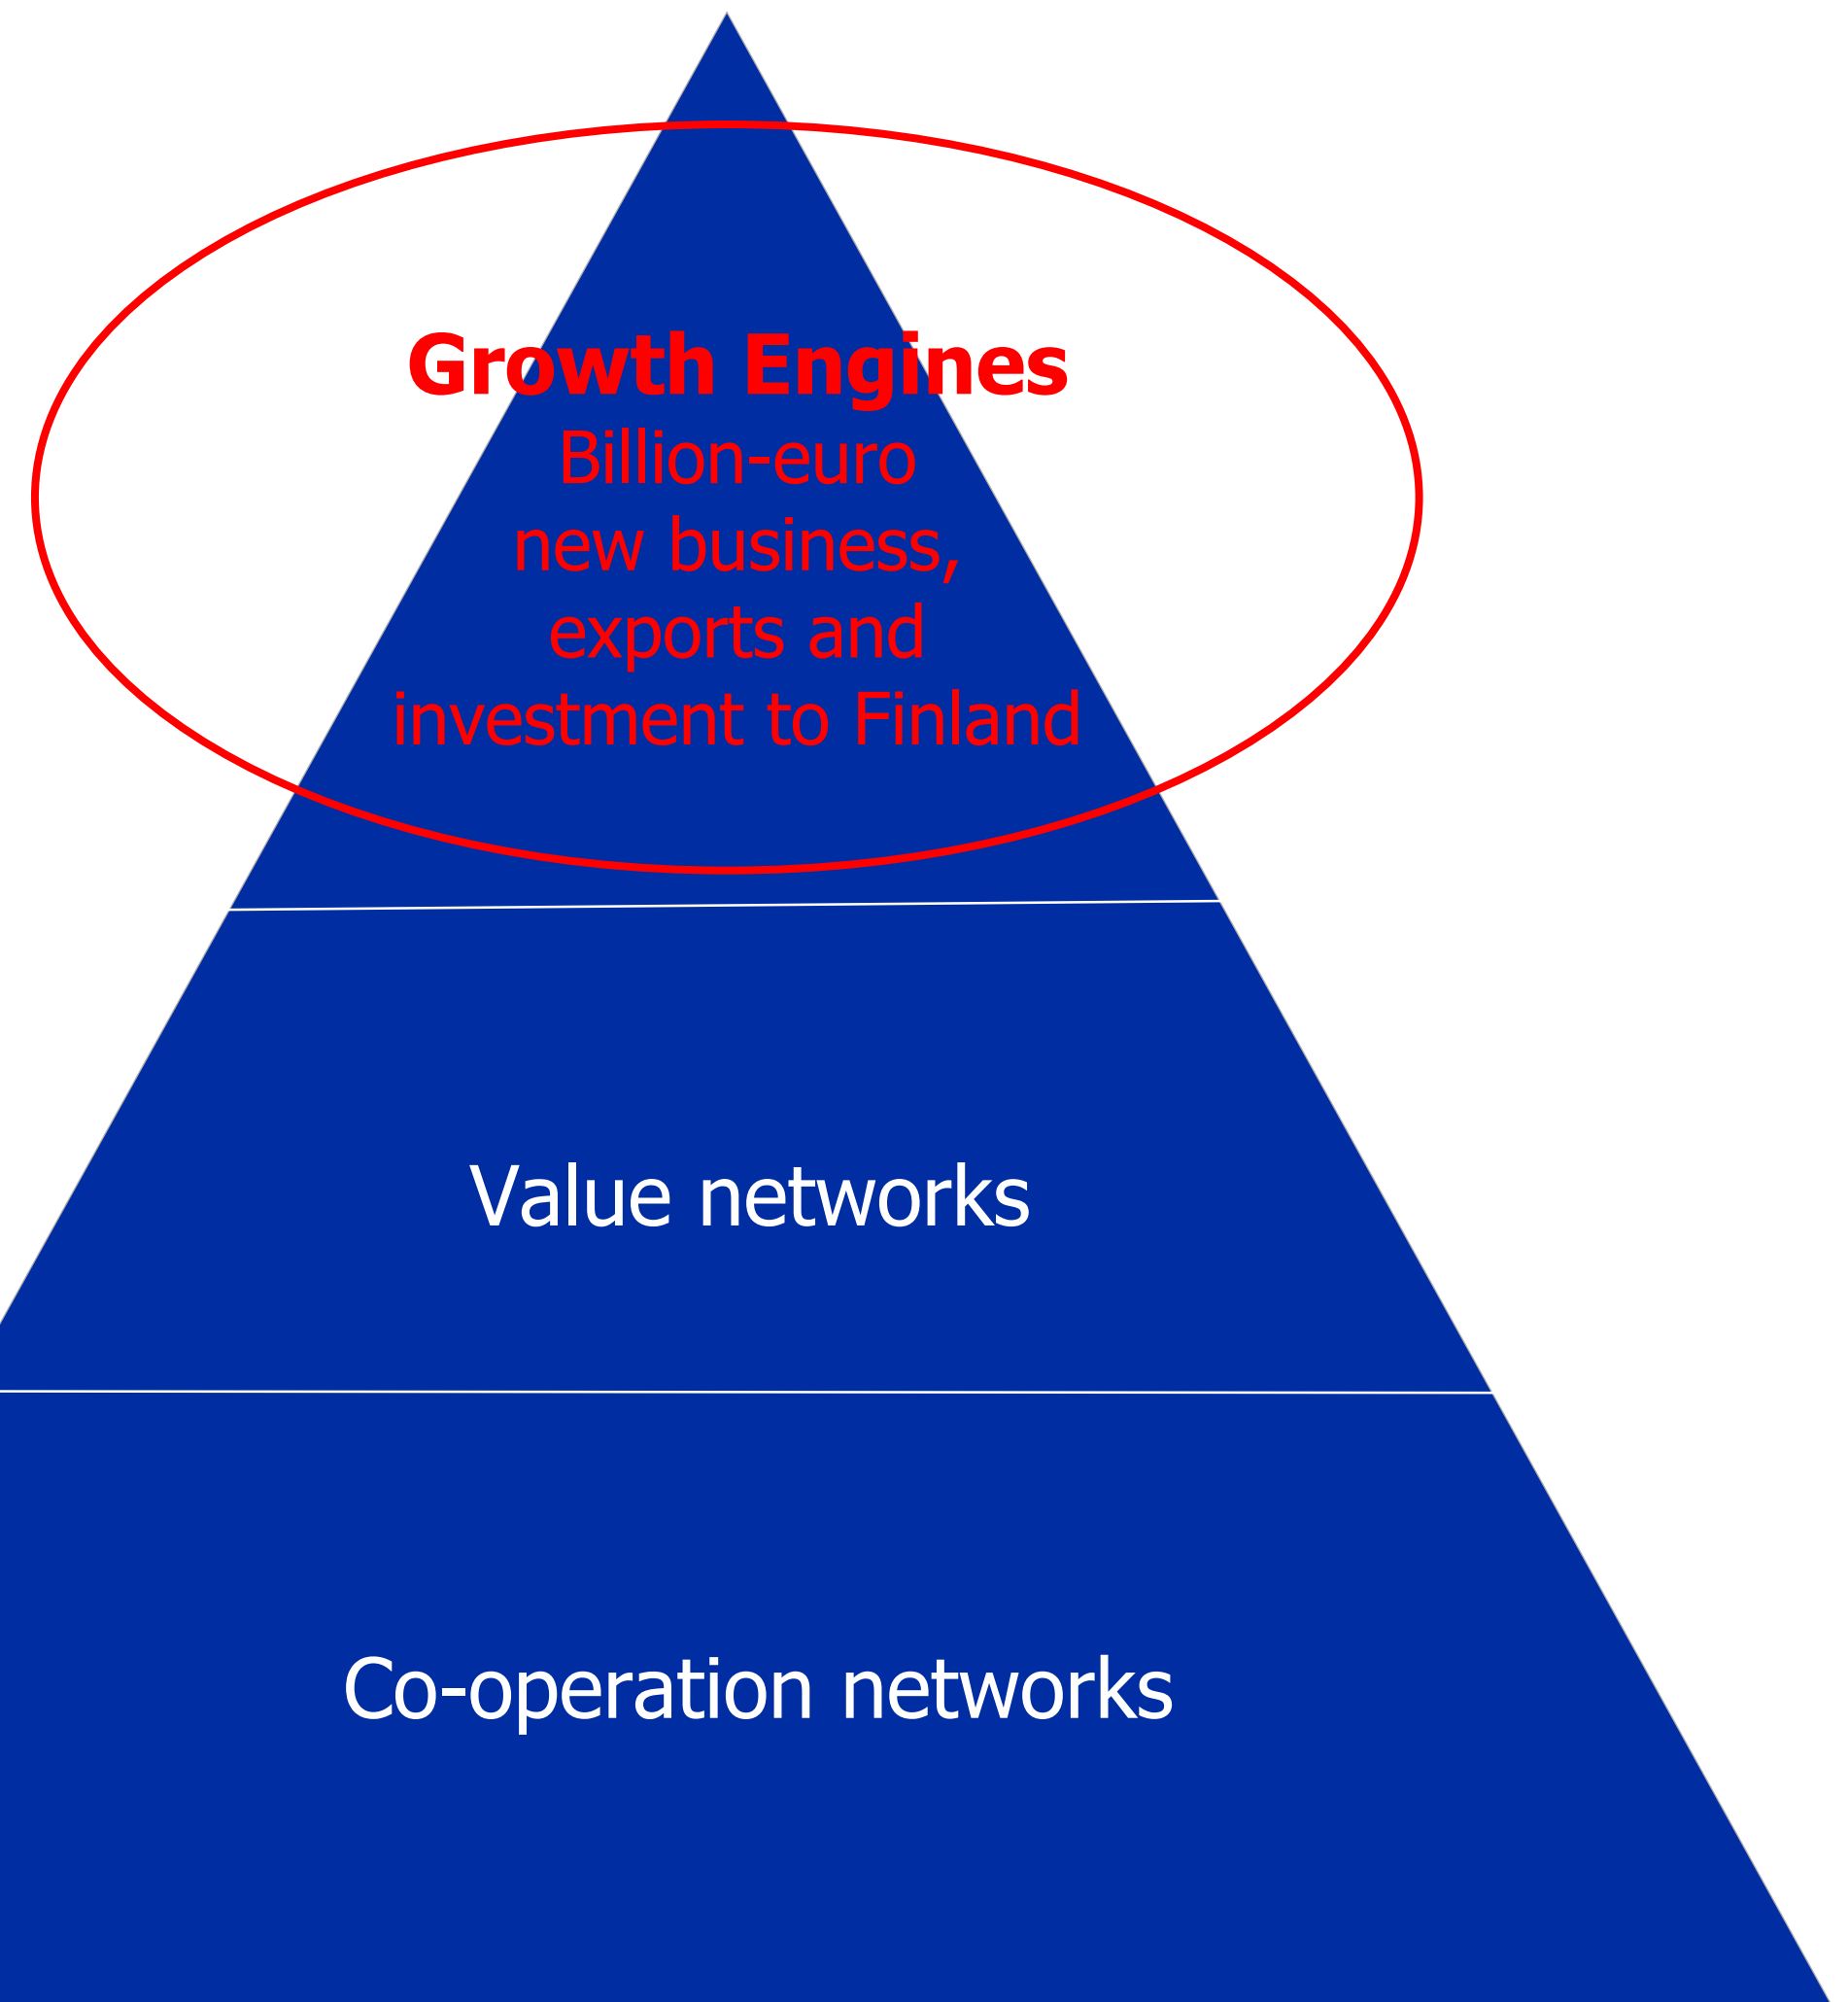 Growth Engines
Billion-euro
new business,
exports and
investment to Finland
Value networks
Co-operation networks